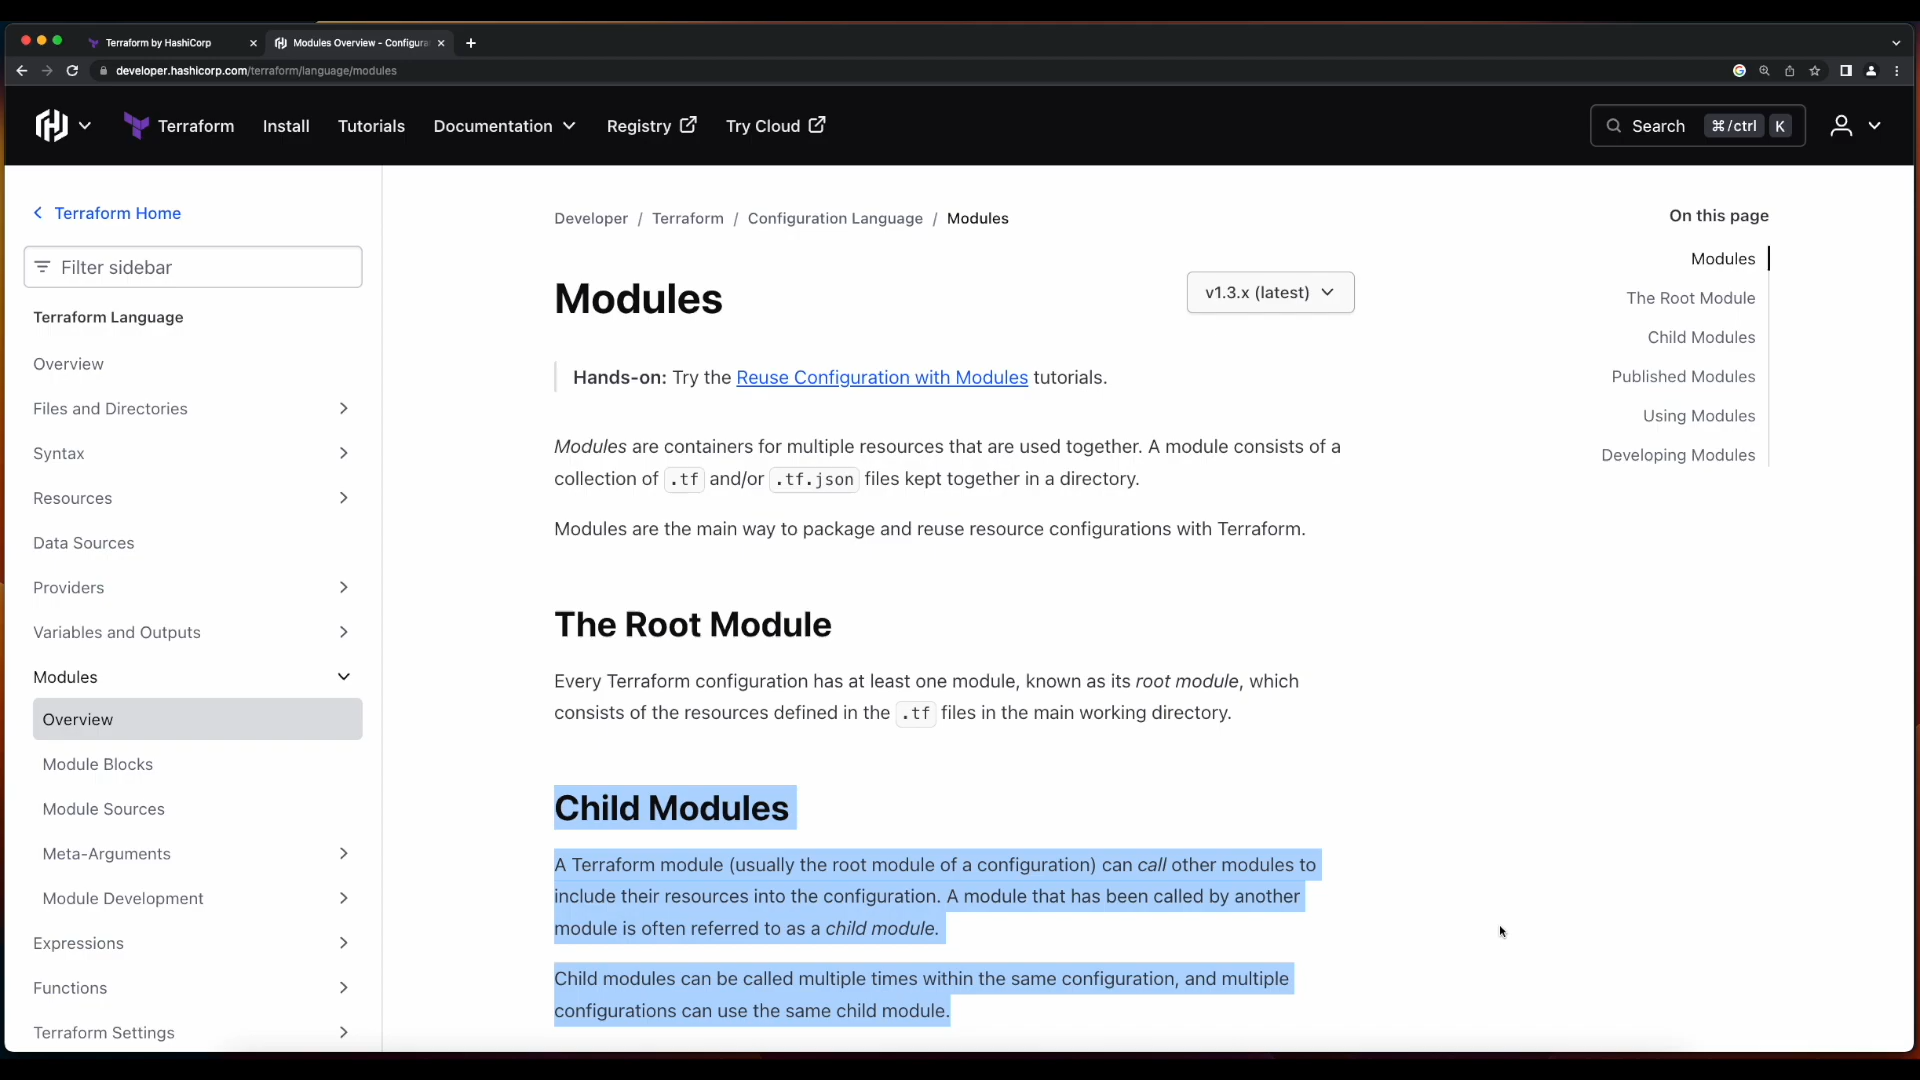 Terraform by HashiCorp
Modules Overview - Configura
developer.hashicorp.com/terraform/language/modules
Terraform
Install
Tutorials
Documentation
Registry
Try Cloud
Search
⌘/ctrl
K
Terraform Home
Filter sidebar
Terraform Language
Overview
Files and Directories
Syntax
Resources
Data Sources
Providers
Variables and Outputs
Modules
Overview
Module Blocks
Module Sources
Meta-Arguments
Module Development
Expressions
Functions
Terraform Settings
Developer / Terraform / Configuration Language / Modules
Modules
v1.3.x (latest)
Hands-on: Try the Reuse Configuration with Modules tutorials.
Modules are containers for multiple resources that are used together. A module consists of a
collection of .tf and/or .tf.json files kept together in a directory.
Modules are the main way to package and reuse resource configurations with Terraform.
The Root Module
Every Terraform configuration has at least one module, known as its root module, which
consists of the resources defined in the .tf files in the main working directory.
Child Modules
A Terraform module (usually the root module of a configuration) can call other modules to
include their resources into the configuration. A module that has been called by another
module is often referred to as a child module.
Child modules can be called multiple times within the same configuration, and multiple
configurations can use the same child module.
On this page
Modules
The Root Module
Child Modules
Published Modules
Using Modules
Developing Modules